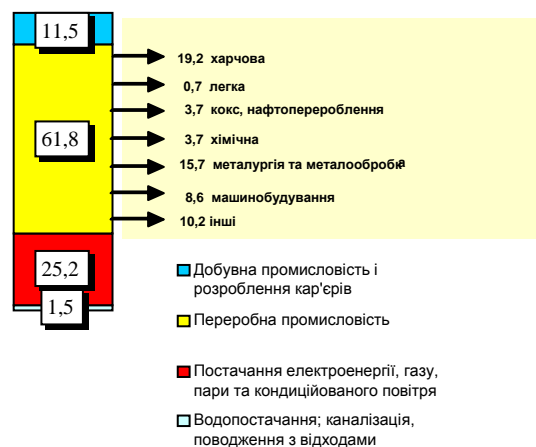 11,5
19,2 харчова
0,7 легка
3,7 кокс, нафтоперероблення
61,8
3,7 хімічна
15,7 металургія та металообробка
8,6 машинобудування
10,2 інші
25,2
1,5
Добувна промисловість і
розроблення кар'єрів
Переробна промисловість
Постачання електроенергії, газу,
пари та кондиційованого повітря
Водопостачання; каналізація,
поводження з відходами